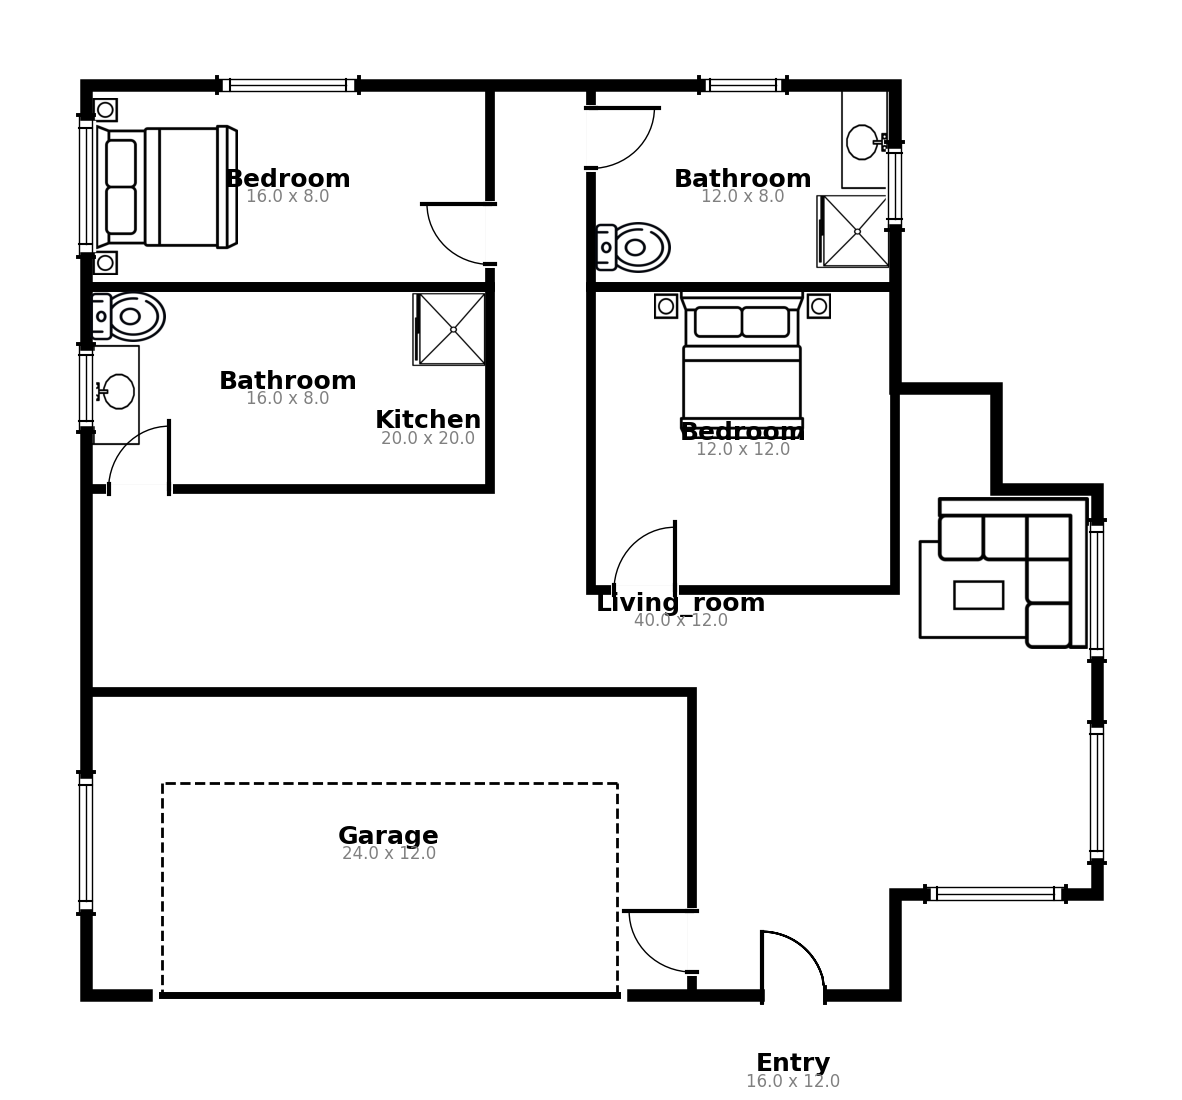 Bedroom
16.0 x 8.0
Bathroom
12.0 x 8.0
Bathroom
16.0 x 8.0
Kitchen
20.0 x 20.0
Bedroom
12.0 x 12.0
Living_room
40.0 x 12.0
Garage
24.0 x 12.0
Entry
16.0 x 12.0